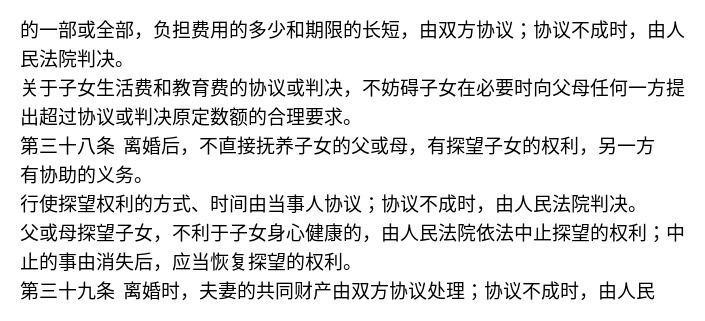 的一部或全部，负担费用的多少和期限的长短，由双方协议；协议不成时，由人
民法院判决。
关于子女生活费和教育费的协议或判决，不妨碍子女在必要时向父母任何一方提
出超过协议或判决原定数额的合理要求。
第三十八条 离婚后，不直接抚养子女的父或母，有探望子女的权利，另一方
有协助的义务。
行使探望权利的方式、时间由当事人协议；协议不成时，由人民法院判决。
父或母探望子女，不利于子女身心健康的，由人民法院依法中止探望的权利；中
止的事由消失后，应当恢复探望的权利。
第三十九条 离婚时，夫妻的共同财产由双方协议处理；协议不成时，由人民